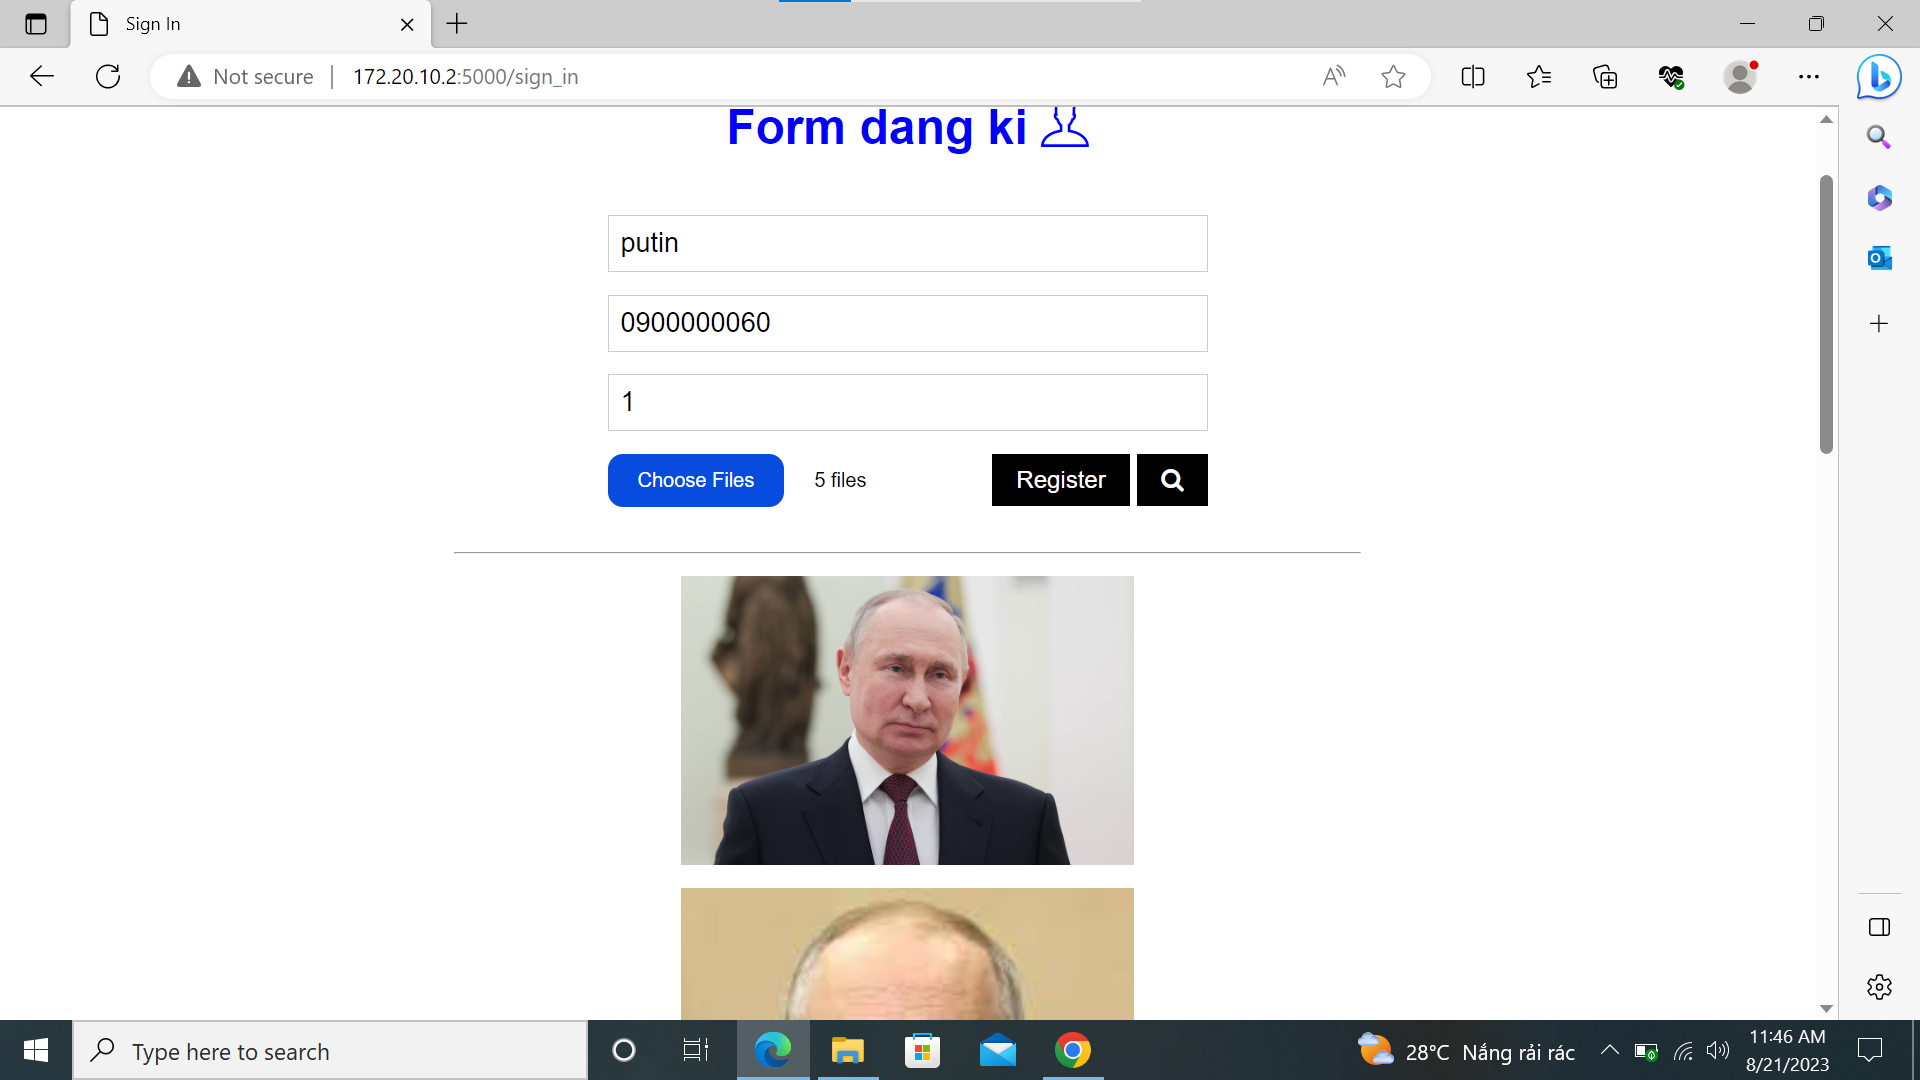 Sign In
Not secure
172.20.10.2:5000/sign_in
Form dang ki
putin
0900000060
1
Choose Files
5 files
Register
Type here to search
28°C Nắng rải rác
11:46 AM
8/21/2023